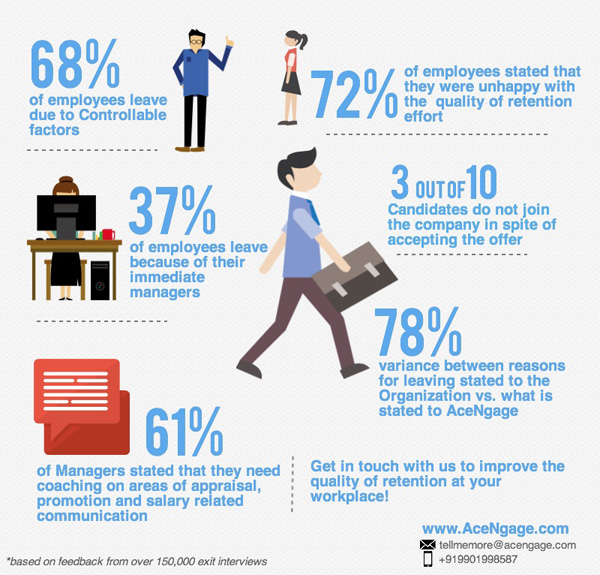 68%
of employees leave
due to Controllable
factors
72%
of employees stated that
they were unhappy with
the quality of retention
effort
37%
of employees leave
because of their
immediate
managers
3 OUT OF 10
Candidates do not join
the company in spite of
accepting the offer
78%
variance between reasons
for leaving stated to the
Organization vs. what is
stated to AceNgage
61%
of Managers stated that they need
coaching on areas of appraisal,
promotion and salary related
communication
Get in touch with us to improve the
quality of retention at your
workplace!
www.AceNgage.com
tellmemore@acengage.com
+919901998587
*based on feedback from over 150,000 exit interviews